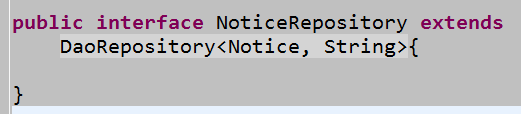 public interface NoticeRepository extends
DaoRepository<Notice, String>{
}